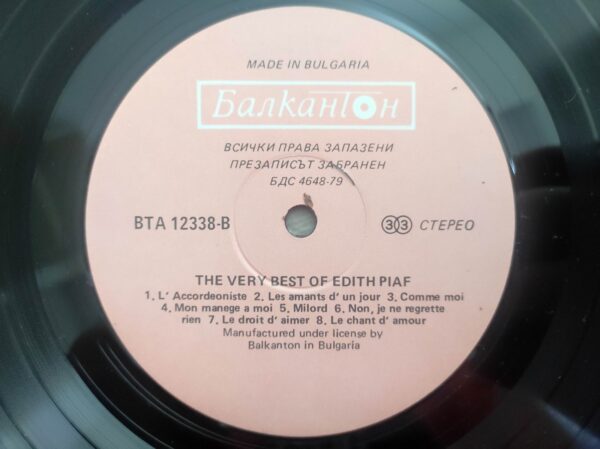 MADE IN BULGARIA
Балкантон
ВСИЧКИ ПРАВА ЗАПАЗЕНИ
ПРЕЗАПИСЪТ ЗАБРАНЕН
БДС 4648-79
ВТА 12338-В
33 СТЕРЕО
THE VERY BEST OF EDITH PIAF
1. L' Accordeoniste 2. Les amants d' un jour 3. Comme moi
4. Mon manege a moi 5. Milord 6. Non, je ne regrette
rien 7. Le droit d' aimer 8. Le chant d' amour
Manufactured under license by
Balkanton in Bulgaria